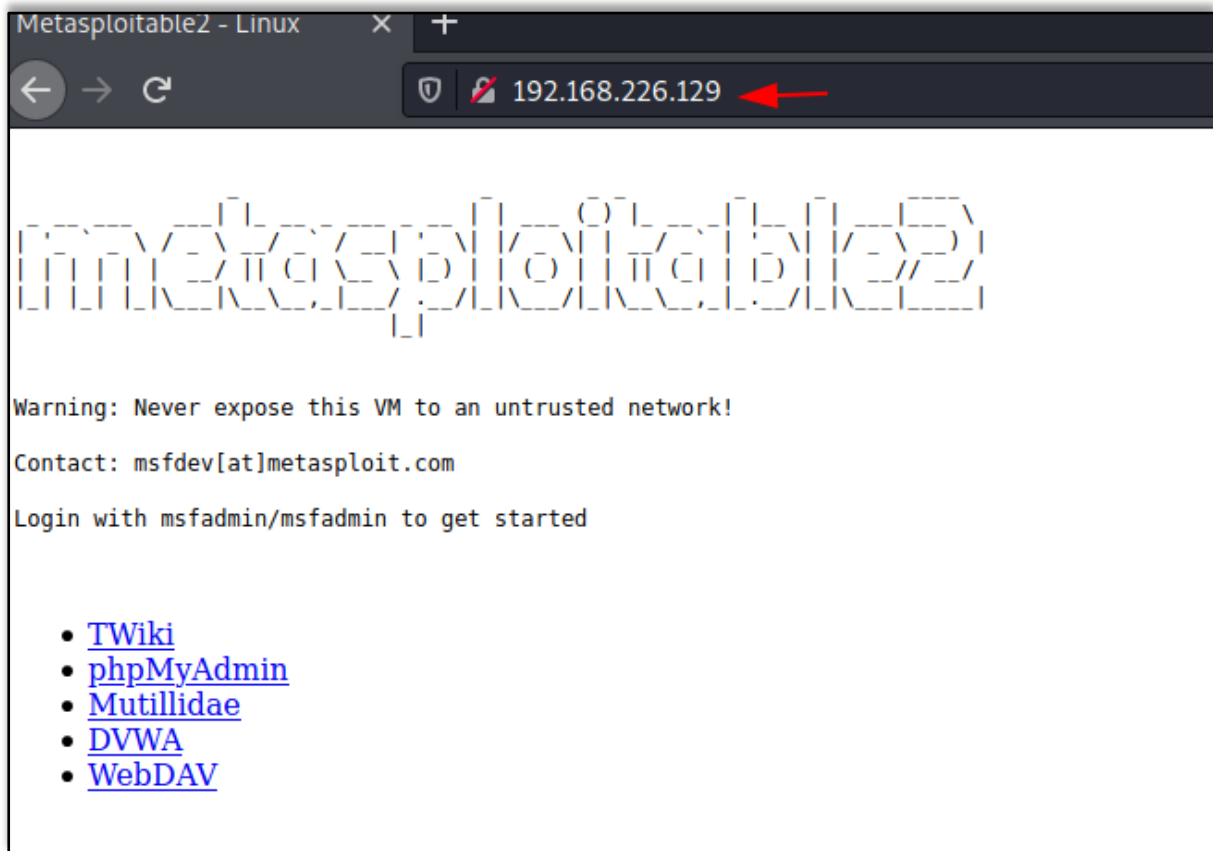 Metasploitable2 - Linux
192.168.226.129
metasploitable2
Warning: Never expose this VM to an untrusted network!
Contact: msfdev[at]metasploit.com
Login with msfadmin/msfadmin to get started
TWiki
phpMyAdmin
Mutillidae
DVWA
WebDAV